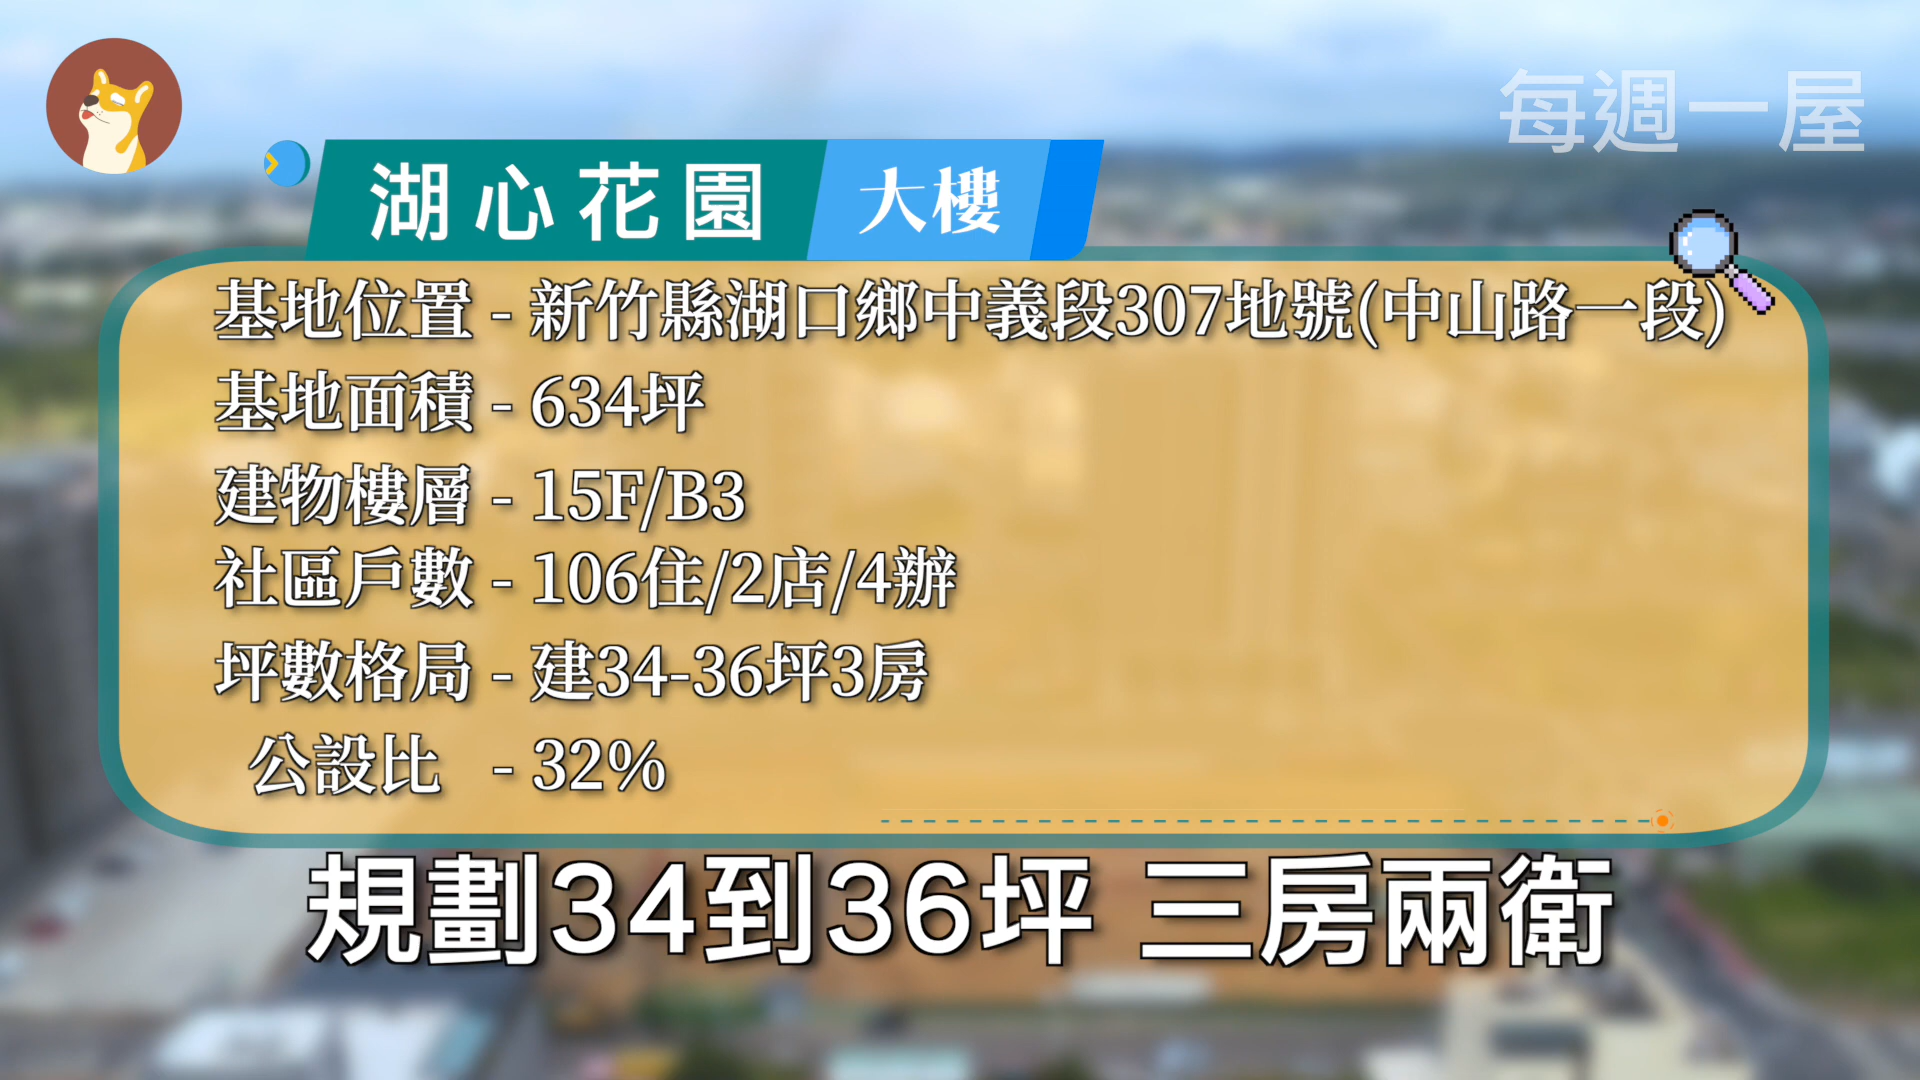 每週一屋
湖心花園 大樓
基地位置 - 新竹縣湖口鄉中義段307地號(中山路一段)
基地面積 - 634坪
建物樓層 - 15F/B3
社區戶數 - 106住/2店/4辦
坪數格局 - 建34-36坪3房
公設比 - 32%
規劃34到36坪 三房兩衛